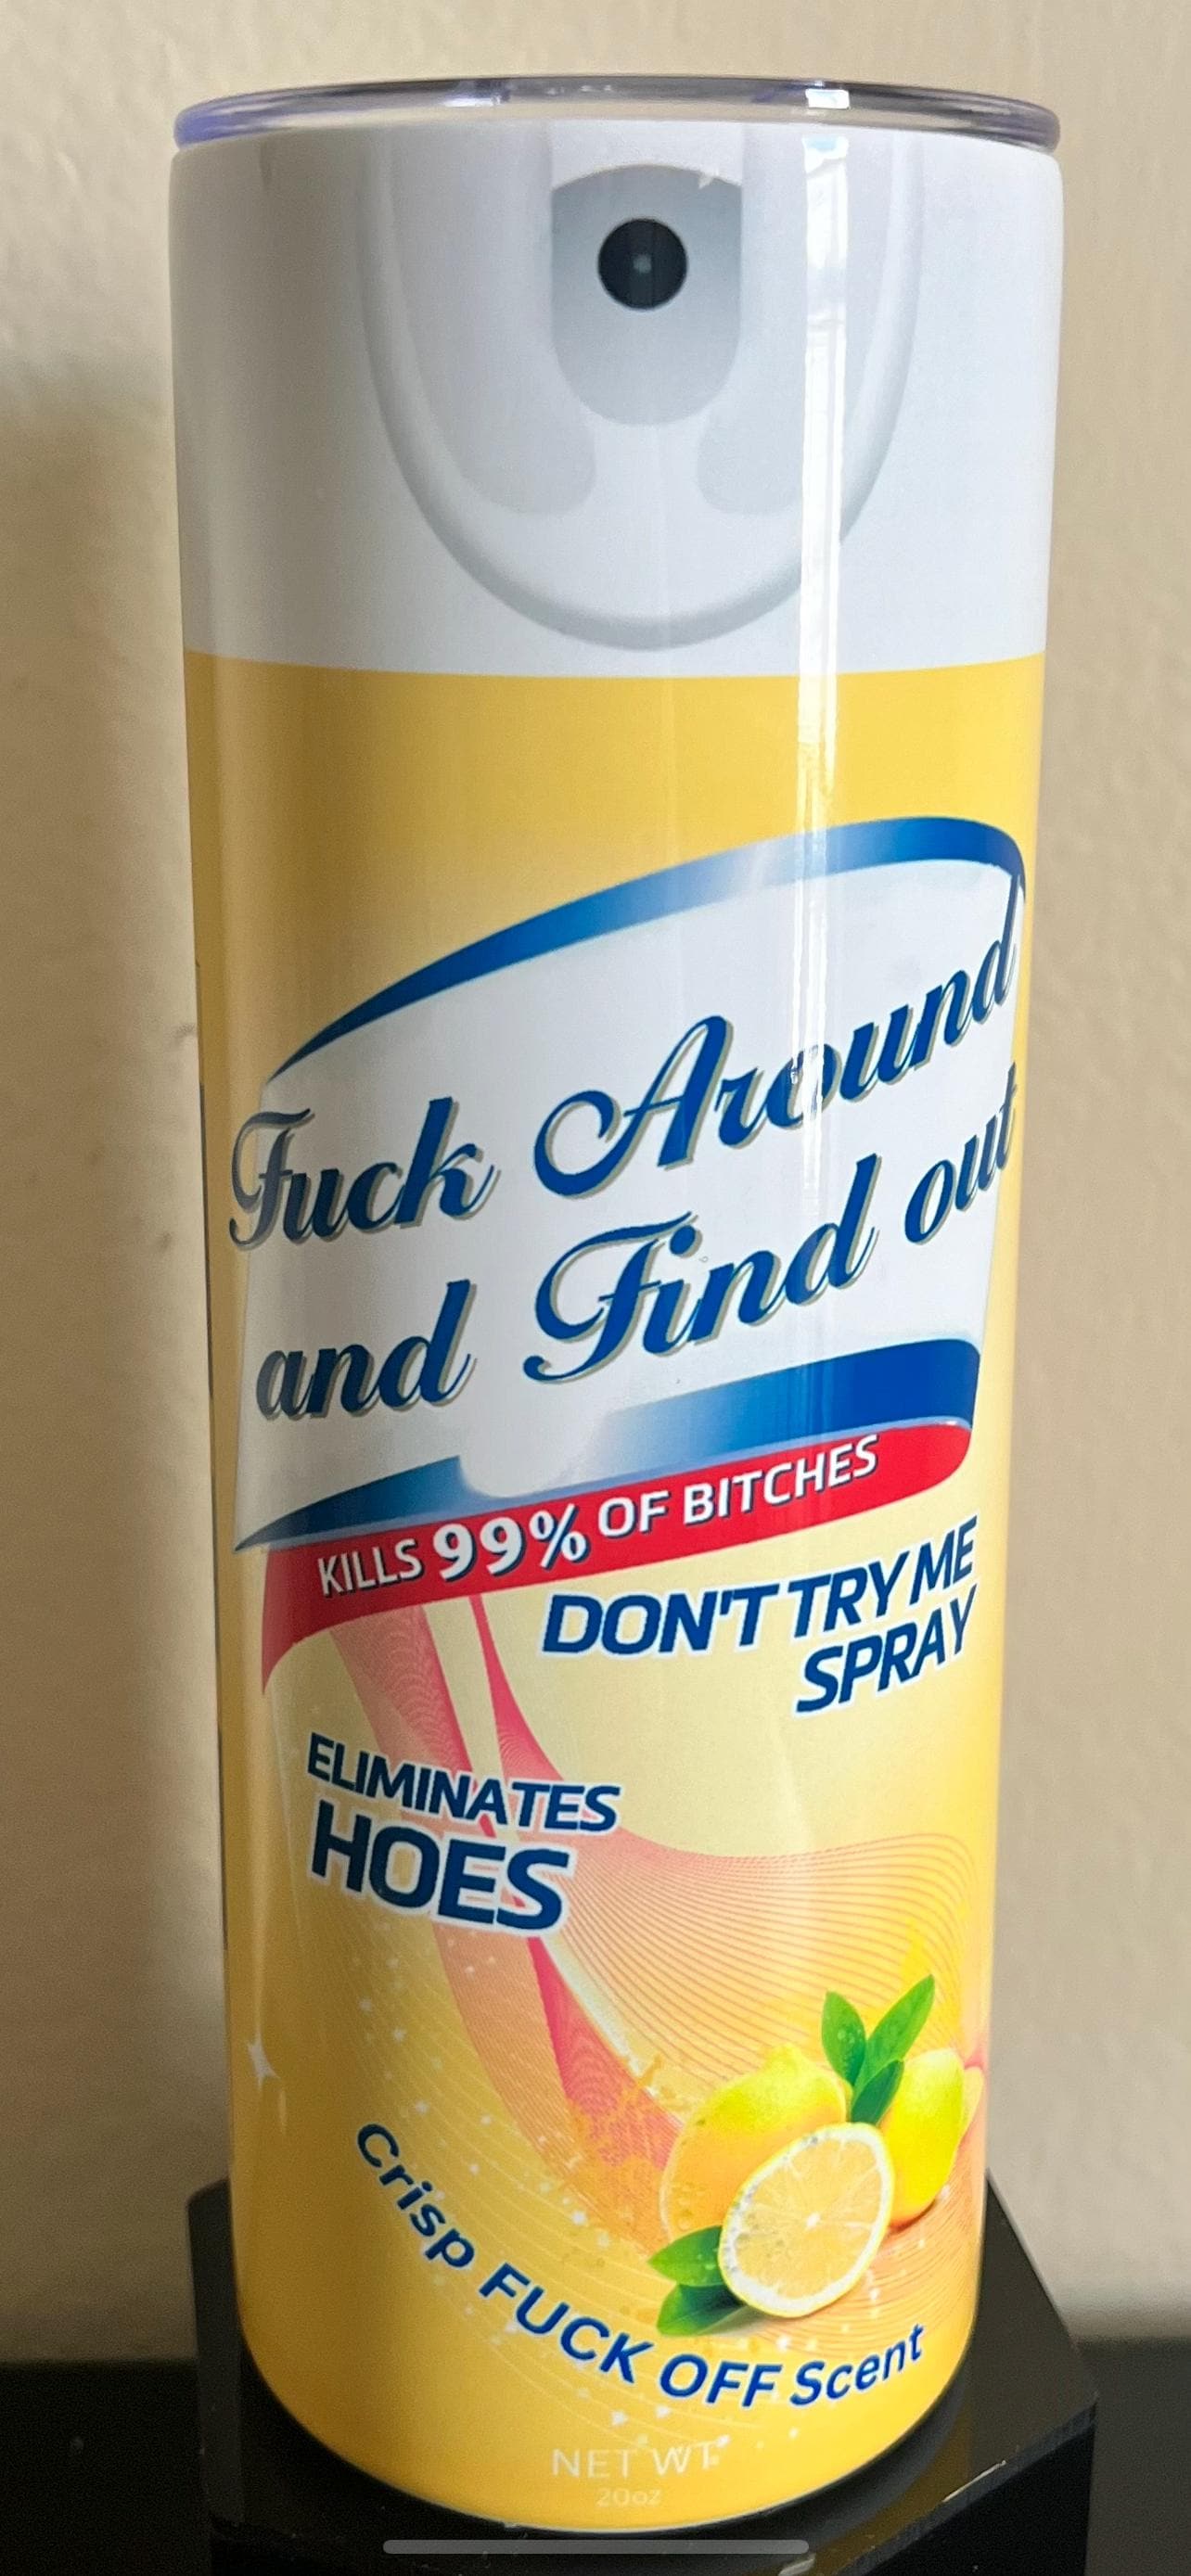 Fuck Around
and Find out
KILLS 99% OF BITCHES
DON'T TRY ME
SPRAY
ELIMINATES
HOES
Crisp FUCK OFF Scent
NET WT.
20oz